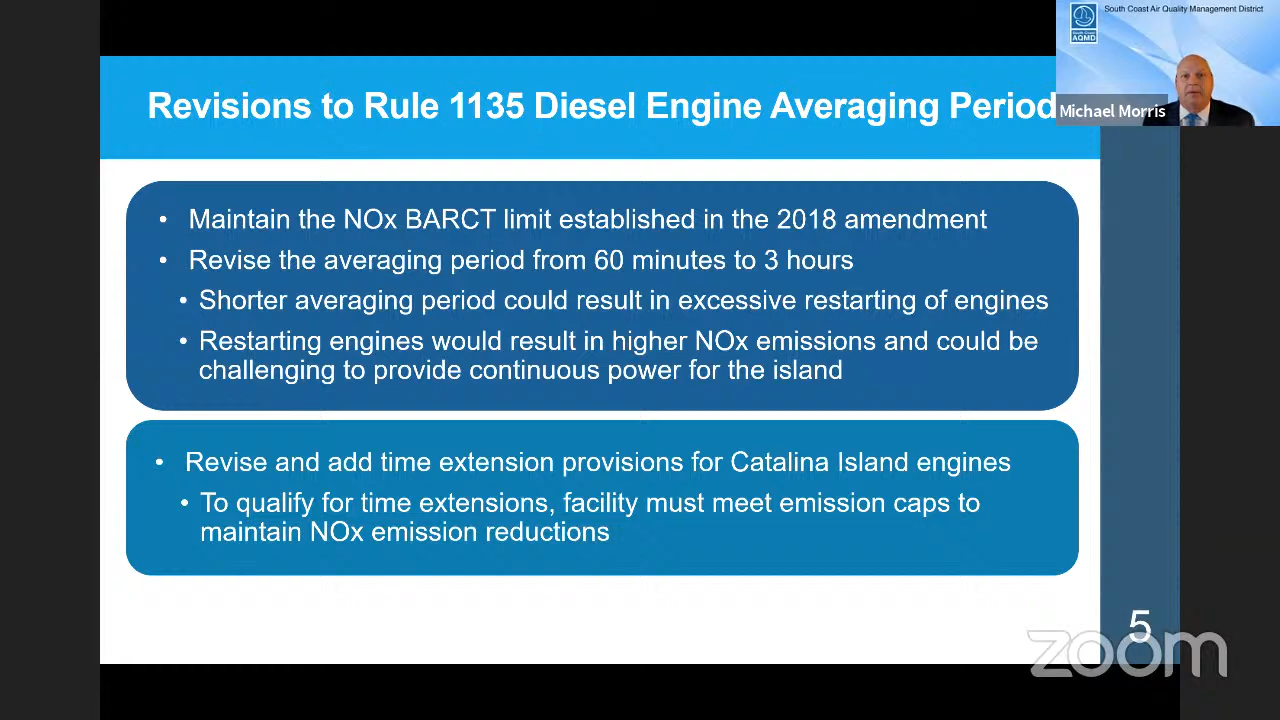 South Coast Air Quality Management District
South Coast
AQMD
Michael Morris
Revisions to Rule 1135 Diesel Engine Averaging Period
• Maintain the NOx BARCT limit established in the 2018 amendment
• Revise the averaging period from 60 minutes to 3 hours
• Shorter averaging period could result in excessive restarting of engines
• Restarting engines would result in higher NOx emissions and could be
challenging to provide continuous power for the island
• Revise and add time extension provisions for Catalina Island engines
• To qualify for time extensions, facility must meet emission caps to
maintain NOx emission reductions
5
zoom